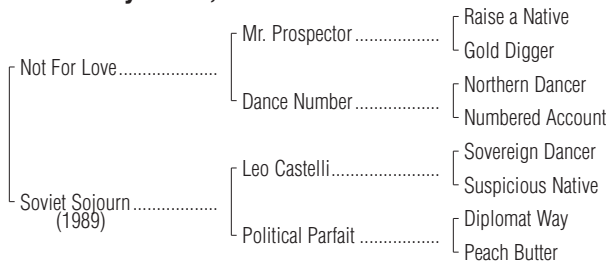 Raise a Native
Mr. Prospector ..................
Gold Digger
Not For Love .....................
Northern Dancer
Dance Number ..................
Numbered Account
Sovereign Dancer
Leo Castelli .......................
Suspicious Native
Soviet Sojourn ..................
(1989)
Diplomat Way
Political Parfait .................
Peach Butter